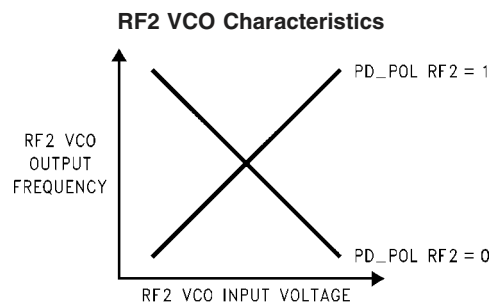 RF2 VCO Characteristics
PD_POL RF2 = 1
RF2 VCO
OUTPUT
FREQUENCY
PD_POL RF2 = 0
RF2 VCO INPUT VOLTAGE